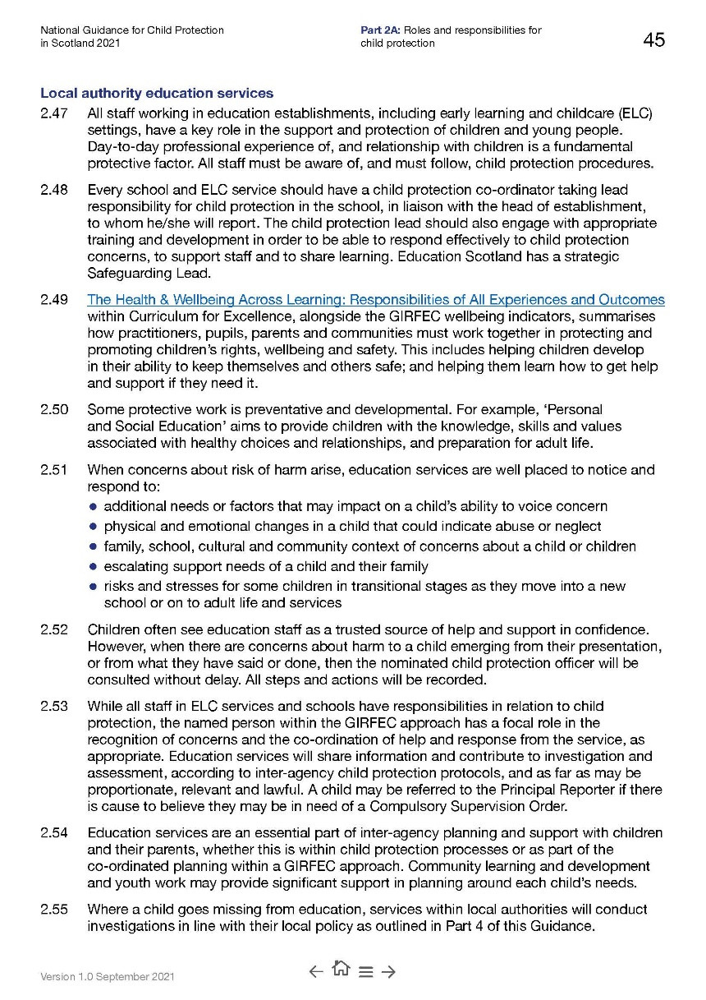 National Guidance for Child Protection
in Scotland 2021
Part 2A: Roles and responsibilities for
child protection
45
Local authority education services
2.47 All staff working in education establishments, including early learning and childcare (ELC)
settings, have a key role in the support and protection of children and young people.
Day-to-day professional experience of, and relationship with children is a fundamental
protective factor. All staff must be aware of, and must follow, child protection procedures.
2.48 Every school and ELC service should have a child protection co-ordinator taking lead
responsibility for child protection in the school, in liaison with the head of establishment,
to whom he/she will report. The child protection lead should also engage with appropriate
training and development in order to be able to respond effectively to child protection
concerns, to support staff and to share learning. Education Scotland has a strategic
Safeguarding Lead.
2.49 The Health & Wellbeing Across Learning: Responsibilities of All Experiences and Outcomes
within Curriculum for Excellence, alongside the GIRFEC wellbeing indicators, summarises
how practitioners, pupils, parents and communities must work together in protecting and
promoting children’s rights, wellbeing and safety. This includes helping children develop
in their ability to keep themselves and others safe; and helping them learn how to get help
and support if they need it.
2.50 Some protective work is preventative and developmental. For example, ‘Personal
and Social Education’ aims to provide children with the knowledge, skills and values
associated with healthy choices and relationships, and preparation for adult life.
2.51 When concerns about risk of harm arise, education services are well placed to notice and
respond to:
● additional needs or factors that may impact on a child’s ability to voice concern
● physical and emotional changes in a child that could indicate abuse or neglect
● family, school, cultural and community context of concerns about a child or children
● escalating support needs of a child and their family
● risks and stresses for some children in transitional stages as they move into a new
school or on to adult life and services
2.52 Children often see education staff as a trusted source of help and support in confidence.
However, when there are concerns about harm to a child emerging from their presentation,
or from what they have said or done, then the nominated child protection officer will be
consulted without delay. All steps and actions will be recorded.
2.53 While all staff in ELC services and schools have responsibilities in relation to child
protection, the named person within the GIRFEC approach has a focal role in the
recognition of concerns and the co-ordination of help and response from the service, as
appropriate. Education services will share information and contribute to investigation and
assessment, according to inter-agency child protection protocols, and as far as may be
proportionate, relevant and lawful. A child may be referred to the Principal Reporter if there
is cause to believe they may be in need of a Compulsory Supervision Order.
2.54 Education services are an essential part of inter-agency planning and support with children
and their parents, whether this is within child protection processes or as part of the
co-ordinated planning within a GIRFEC approach. Community learning and development
and youth work may provide significant support in planning around each child’s needs.
2.55 Where a child goes missing from education, services within local authorities will conduct
investigations in line with their local policy as outlined in Part 4 of this Guidance.
Version 1.0 September 2021